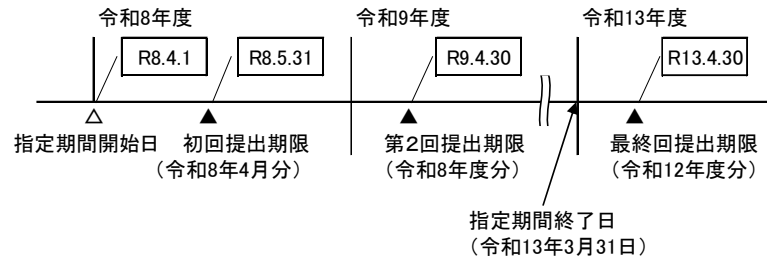 令和8年度
令和9年度
令和13年度
R8.4.1
R8.5.31
R9.4.30
R13.4.30
指定期間開始日
初回提出期限
(令和8年4月分)
第2回提出期限
(令和8年度分)
最終回提出期限
(令和12年度分)
指定期間終了日
(令和13年3月31日)